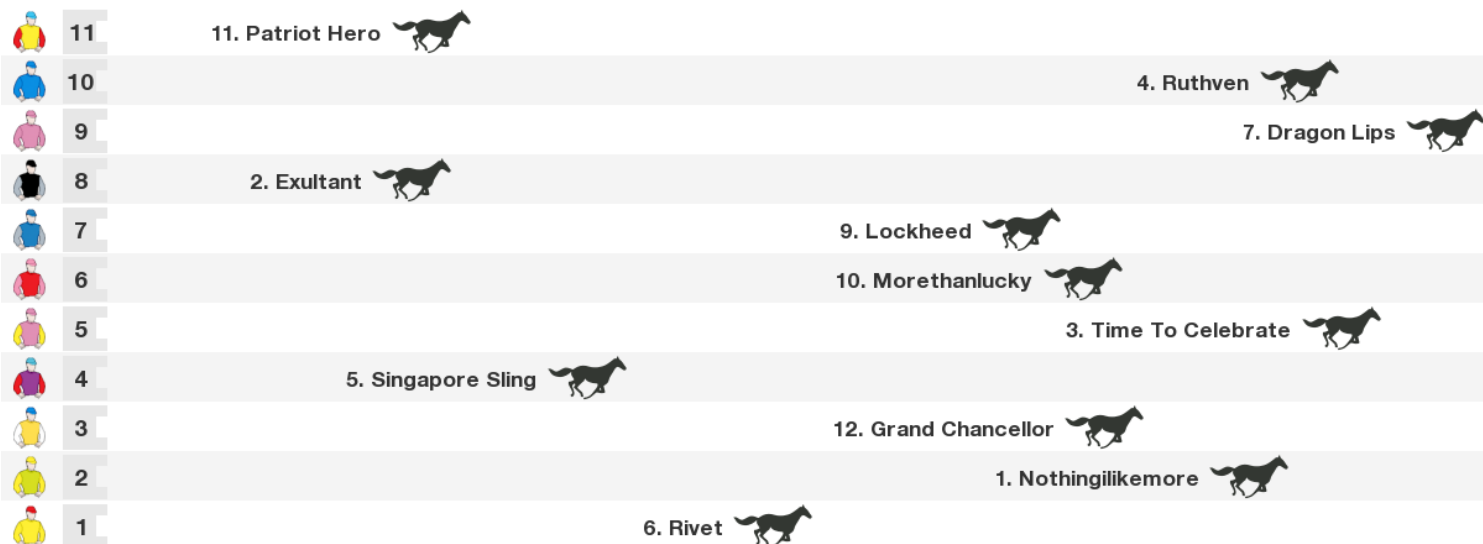 11 11. Patriot Hero
10 4. Ruthven
9 7. Dragon Lips
8 2. Exultant
7 9. Lockheed
6 10. Morethanlucky
5 3. Time To Celebrate
4 5. Singapore Sling
3 12. Grand Chancellor
2 1. Nothingilikemore
1 6. Rivet